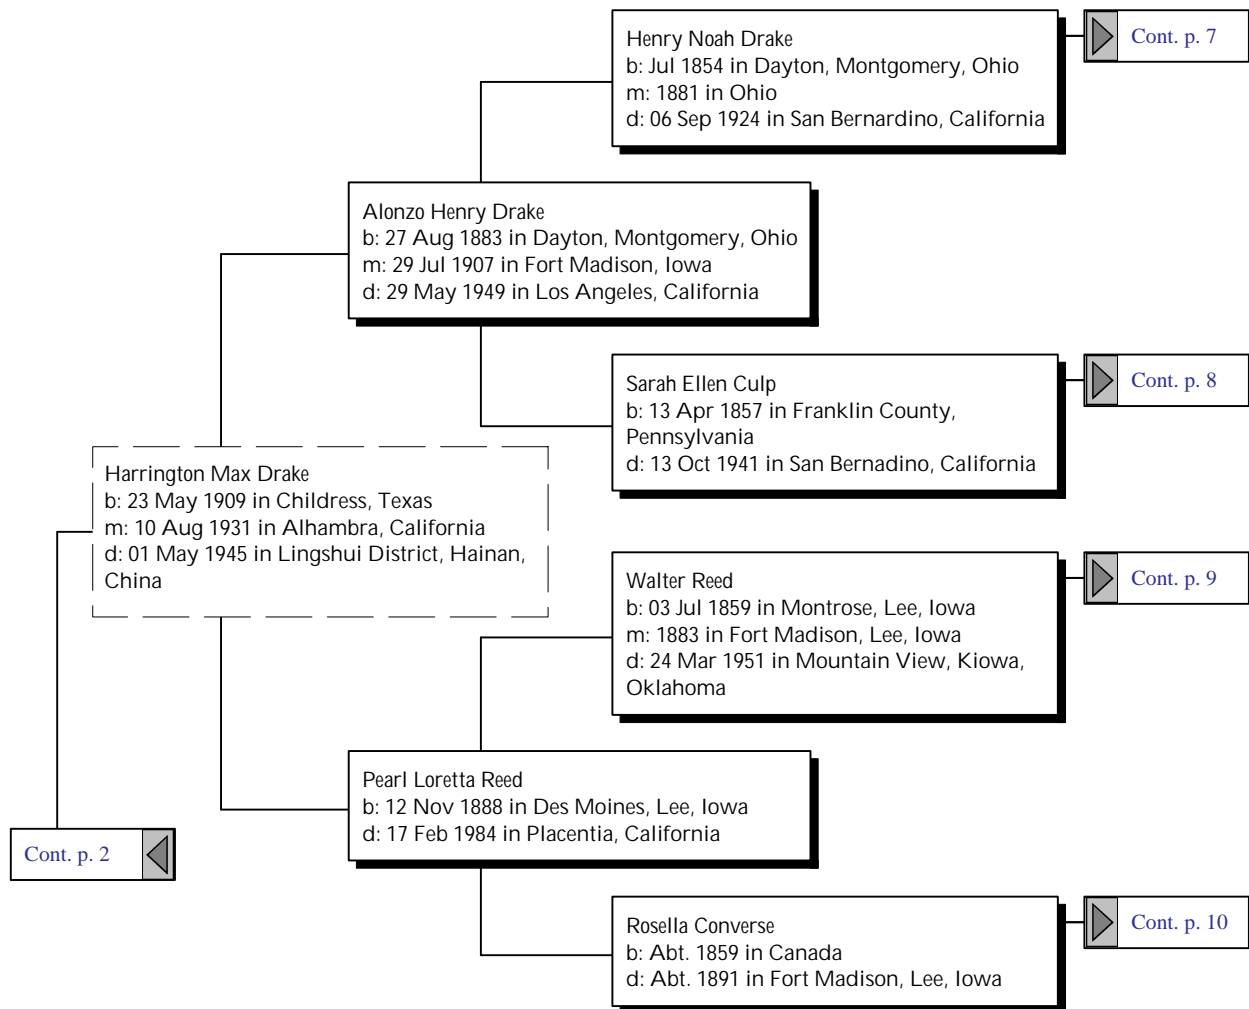 Henry Noah Drake
b: Jul 1854 in Dayton, Montgomery, Ohio
m: 1881 in Ohio
d: 06 Sep 1924 in San Bernardino, California
Cont. p. 7
Alonzo Henry Drake
b: 27 Aug 1883 in Dayton, Montgomery, Ohio
m: 29 Jul 1907 in Fort Madison, Iowa
d: 29 May 1949 in Los Angeles, California
Sarah Ellen Culp
b: 13 Apr 1857 in Franklin County,
Pennsylvania
d: 13 Oct 1941 in San Bernadino, California
Cont. p. 8
Harrington Max Drake
b: 23 May 1909 in Childress, Texas
m: 10 Aug 1931 in Alhambra, California
d: 01 May 1945 in Lingshui District, Hainan,
China
Walter Reed
b: 03 Jul 1859 in Montrose, Lee, Iowa
m: 1883 in Fort Madison, Lee, Iowa
d: 24 Mar 1951 in Mountain View, Kiowa,
Oklahoma
Cont. p. 9
Pearl Loretta Reed
b: 12 Nov 1888 in Des Moines, Lee, Iowa
d: 17 Feb 1984 in Placentia, California
Cont. p. 2
Rosella Converse
b: Abt. 1859 in Canada
d: Abt. 1891 in Fort Madison, Lee, Iowa
Cont. p. 10